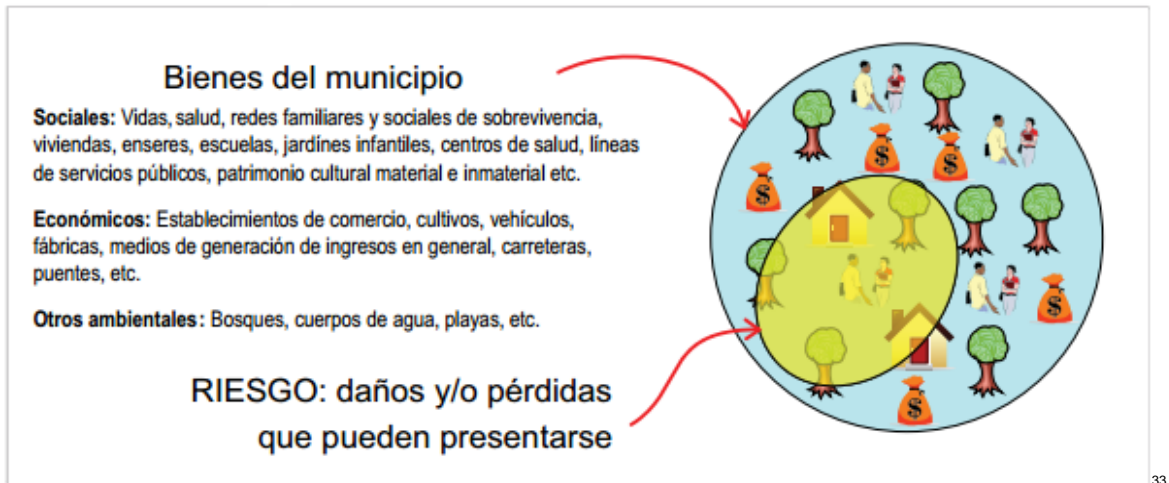 Bienes del municipio
Sociales: Vidas, salud, redes familiares y sociales de sobrevivencia,
viviendas, enseres, escuelas, jardínes infantiles, centros de salud, líneas
de servicios públicos, patrimonio cultural material e inmaterial etc.
Económicos: Establecimientos de comercio, cultivos, vehículos,
fábricas, medios de generación de ingresos en general, carreteras,
puentes, etc.
Otros ambientales: Bosques, cuerpos de agua, playas, etc.
RIESGO: daños y/o pérdidas
que pueden presentarse
$
$
$
$
$
33